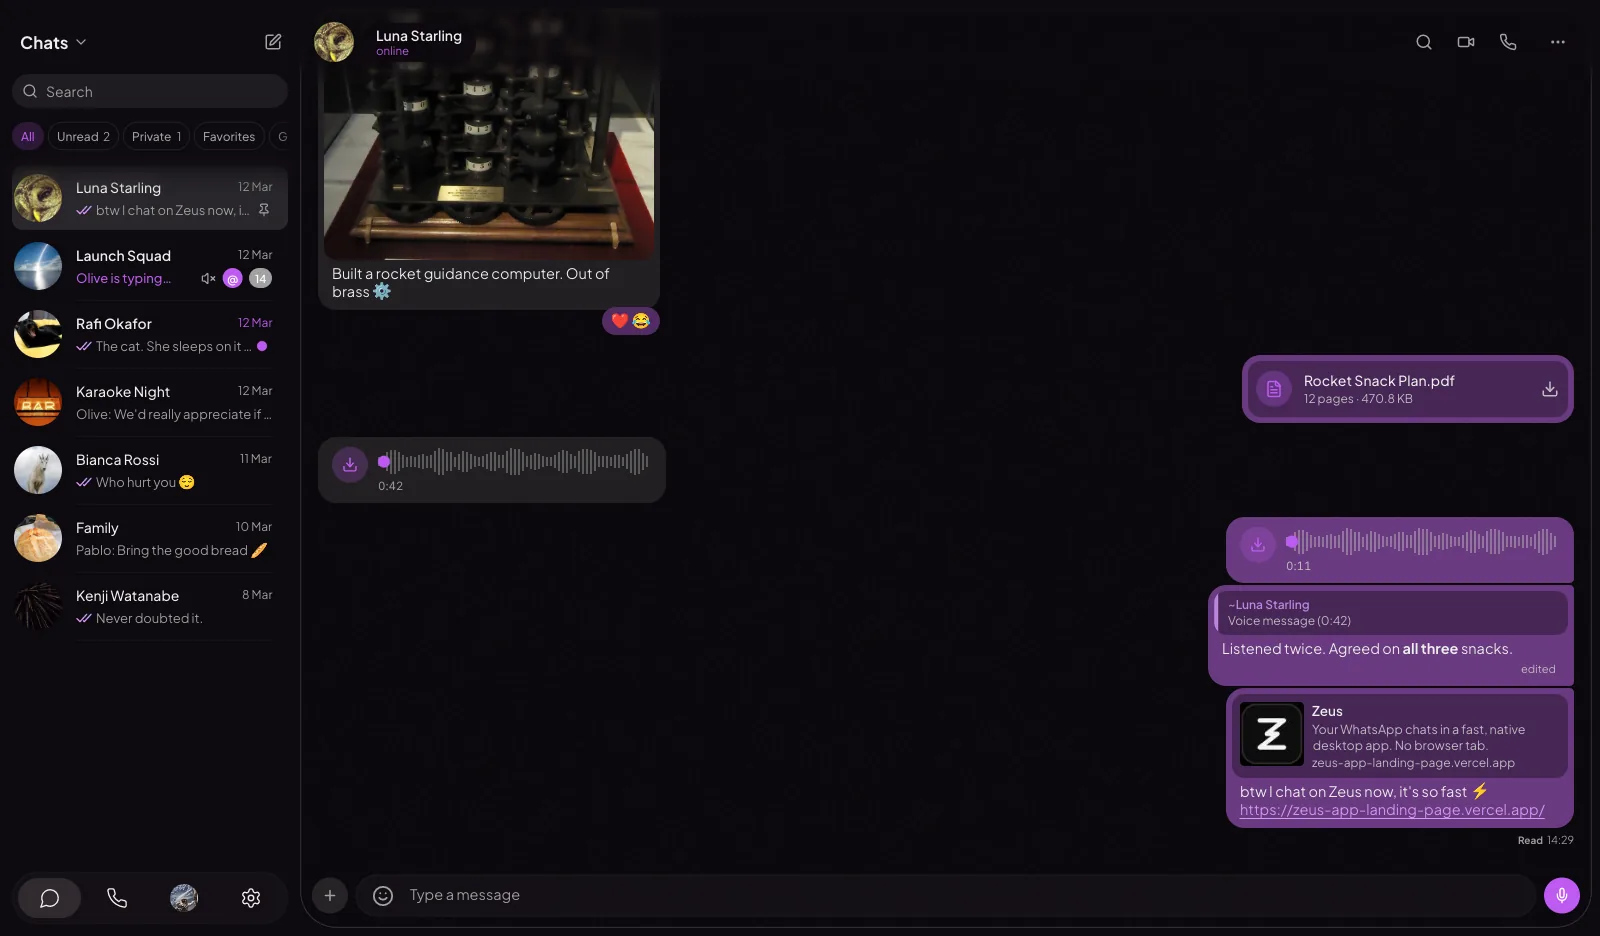 Chats
Search
All
Unread 2
Private 1
Favorites
G
Luna Starling
12 Mar
btw I chat on Zeus now, i...
Launch Squad
12 Mar
Olive is typing...
@
14
Rafi Okafor
12 Mar
The cat. She sleeps on it ...
Karaoke Night
12 Mar
BAR
Olive: We'd really appreciate if ...
Bianca Rossi
11 Mar
Who hurt you 😌
Family
10 Mar
Pablo: Bring the good bread 🥖
Kenji Watanabe
8 Mar
Never doubted it.
Luna Starling
online
Built a rocket guidance computer. Out of
brass ⚙️
❤️ 😂
Rocket Snack Plan.pdf
12 pages · 470.8 KB
0:42
0:11
~Luna Starling
Voice message (0:42)
Listened twice. Agreed on all three snacks.
edited
Zeus
Your WhatsApp chats in a fast, native
desktop app. No browser tab.
zeus-app-landing-page.vercel.app
btw I chat on Zeus now, it's so fast ⚡
https://zeus-app-landing-page.vercel.app/
Read 14:29
Type a message